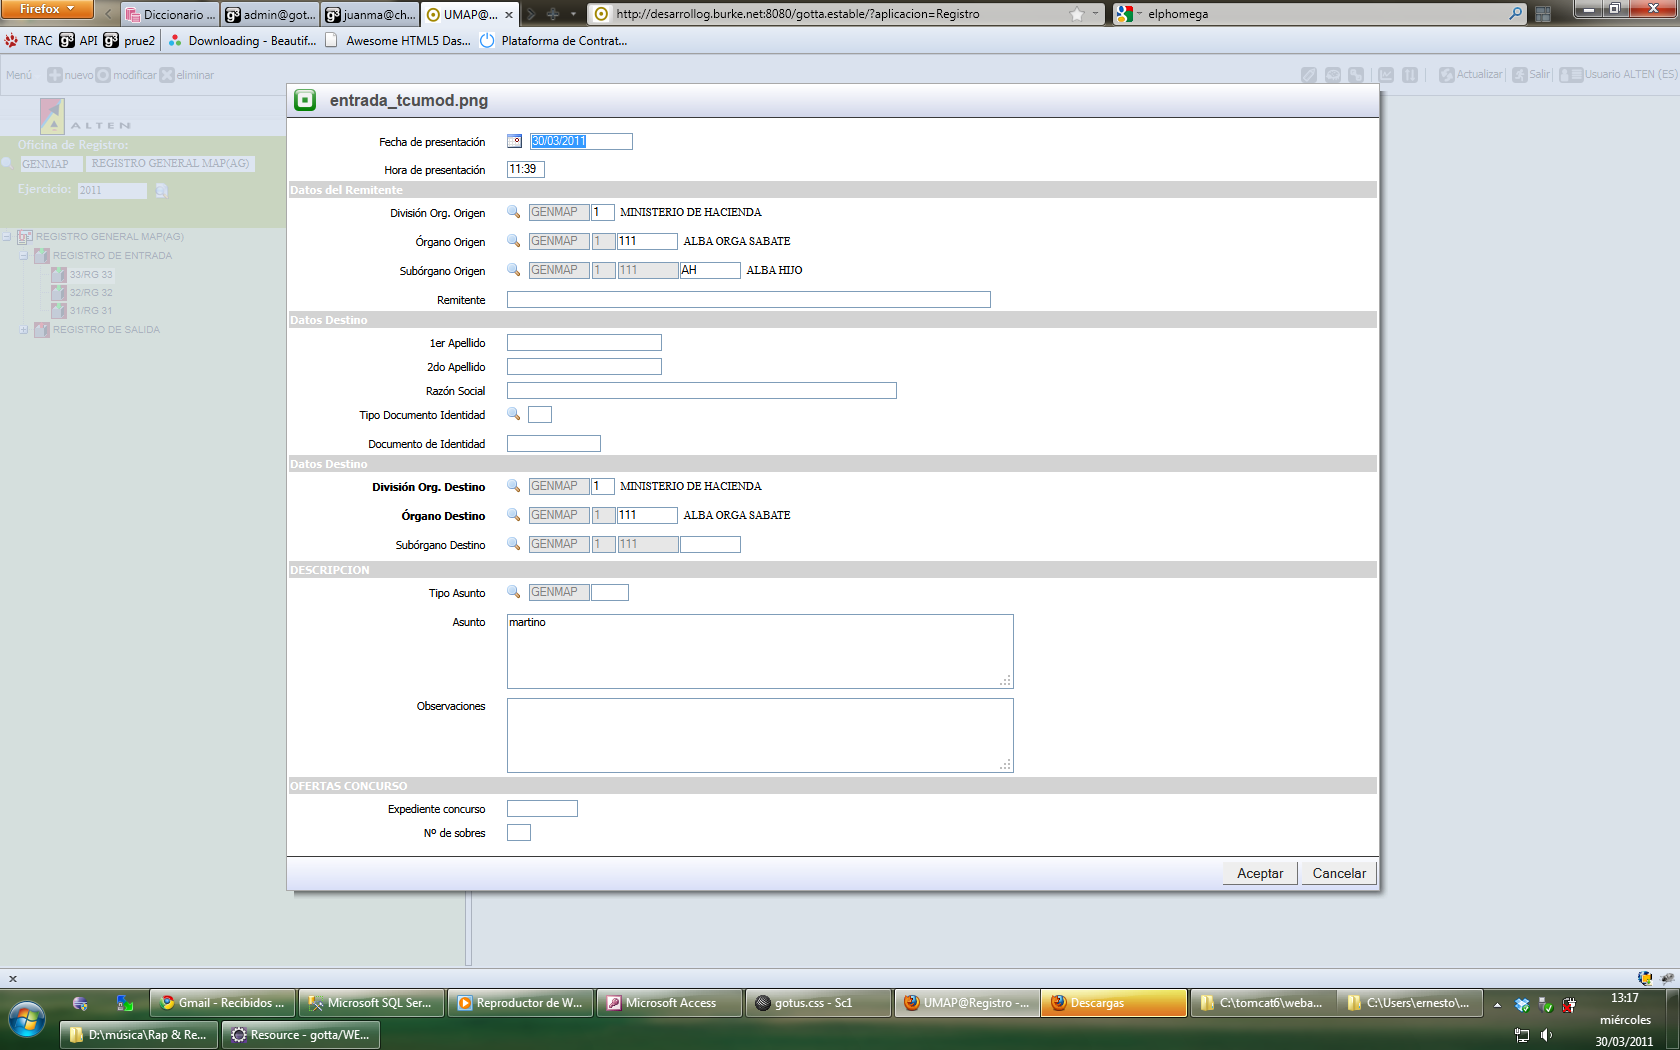 Firefox
Diccionario ...
admin@got...
juanma@ch...
UMAP@...
http://desarrollog.burke.net:8080/gotta.estable/?aplicacion=Registro
elphomega
TRAC
API
prue2
Downloading - Beautif...
Awesome HTML5 Das...
Plataforma de Contrat...
Menú
nuevo
modificar
eliminar
Actualizar
Salir
Usuario ALTEN (ES)
ALTEN
Oficina de Registro:
GENMAP REGISTRO GENERAL MAP(AG)
Ejercicio: 2011
REGISTRO GENERAL MAP(AG)
REGISTRO DE ENTRADA
33/RG 33
32/RG 32
31/RG 31
REGISTRO DE SALIDA
entrada_tcumod.png
Fecha de presentación 30/03/2011
Hora de presentación 11:39
Datos del Remitente
División Org. Origen GENMAP 1 MINISTERIO DE HACIENDA
Órgano Origen GENMAP 1 111 ALBA ORGA SABATE
Subórgano Origen GENMAP 1 111 AH ALBA HIJO
Remitente
Datos Destino
1er Apellido
2do Apellido
Razón Social
Tipo Documento Identidad
Documento de Identidad
Datos Destino
División Org. Destino GENMAP 1 MINISTERIO DE HACIENDA
Órgano Destino GENMAP 1 111 ALBA ORGA SABATE
Subórgano Destino GENMAP 1 111
DESCRIPCION
Tipo Asunto GENMAP
Asunto martino
Observaciones
OFERTAS CONCURSO
Expediente concurso
Nº de sobres
Aceptar Cancelar
x
Gmail - Recibidos ...
Microsoft SQL Ser...
Reproductor de W...
Microsoft Access
gotus.css - Sc1
UMAP@Registro -...
Descargas
C:\tomcat6\weba...
C:\Users\ernesto\...
13:17
miércoles
30/03/2011
D:\música\Rap & Re...
Resource - gotta/WE...